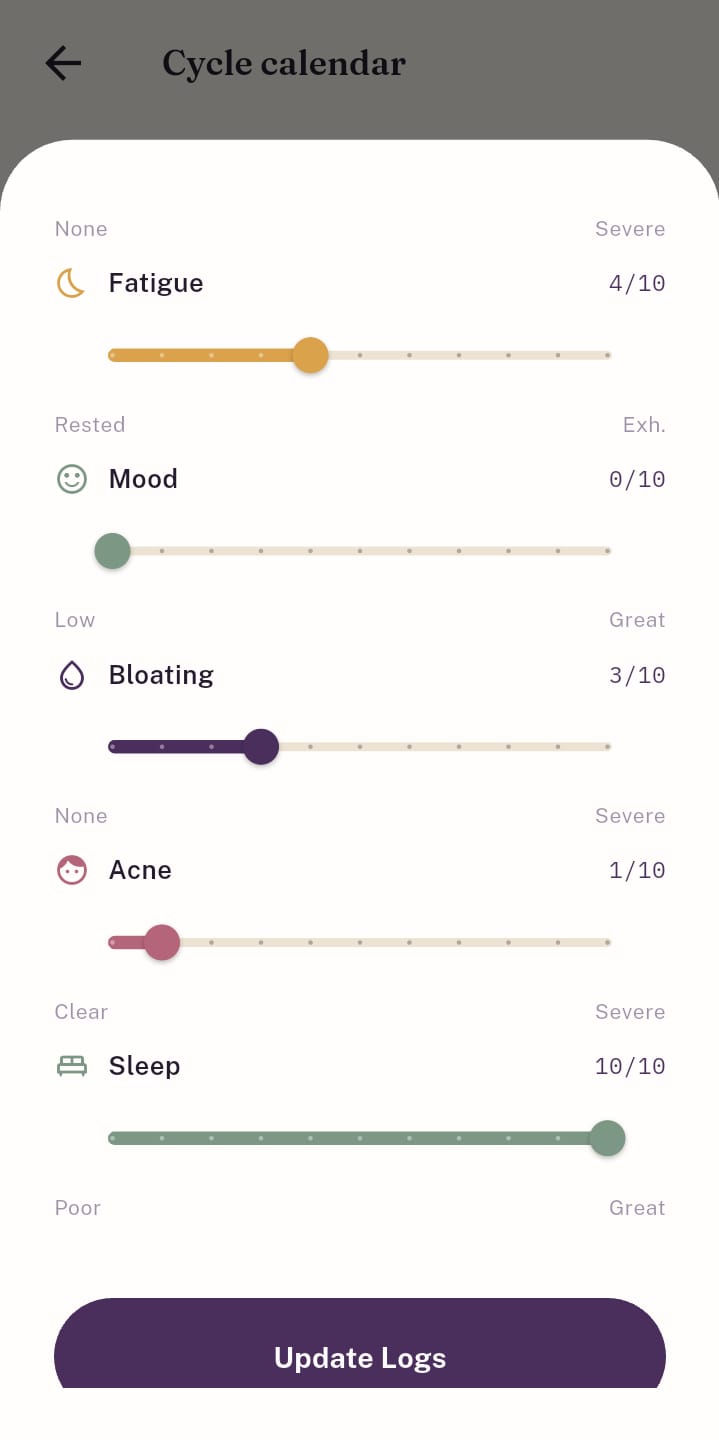 Cycle calendar
None Severe
Fatigue 4/10
Rested Exh.
Mood 0/10
Low Great
Bloating 3/10
None Severe
Acne 1/10
Clear Severe
Sleep 10/10
Poor Great
Update Logs